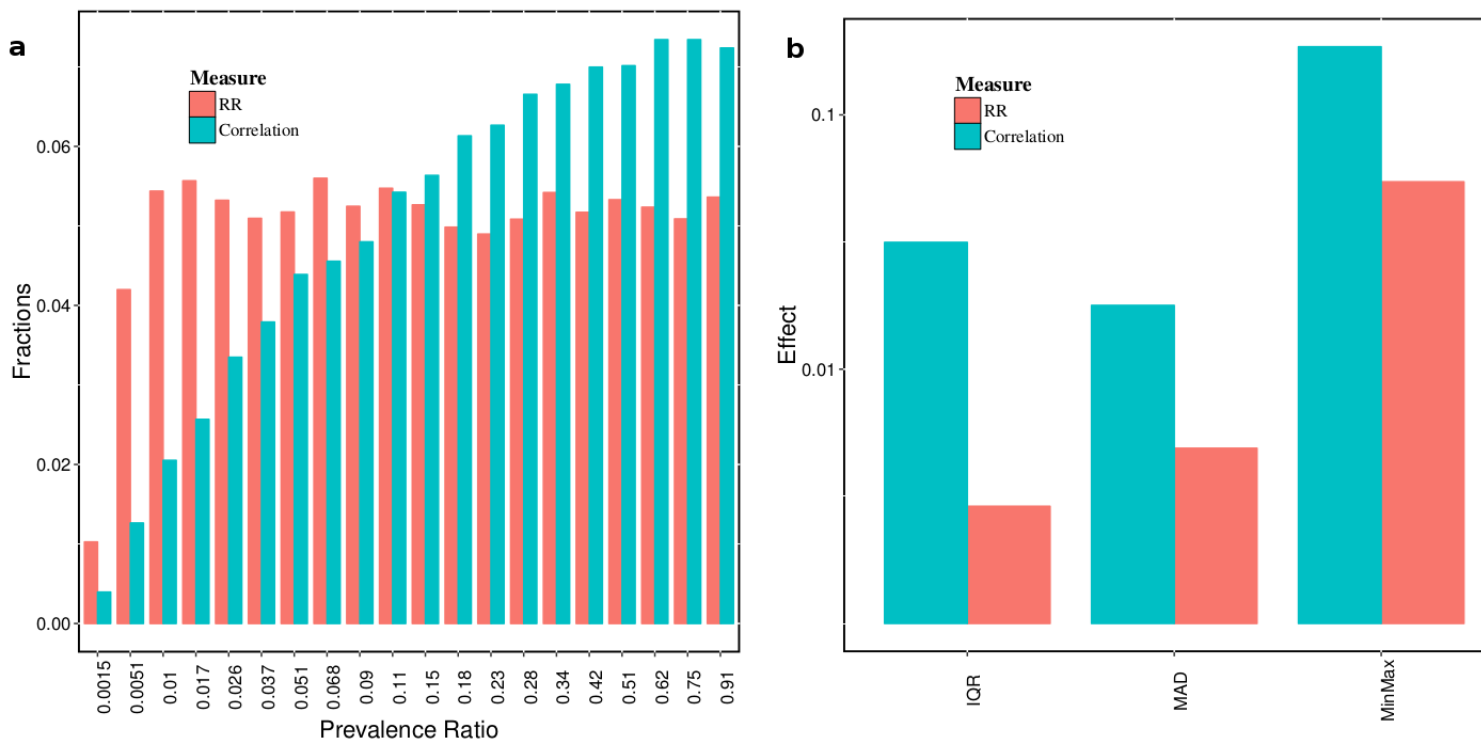 a
Measure
RR
Correlation
Fractions
0.06
0.04
0.02
0.00
0.0015
0.0051
0.01
0.017
0.026
0.037
0.051
0.068
0.09
0.11
0.15
0.18
0.23
0.28
0.34
0.42
0.51
0.62
0.75
0.91
Prevalence Ratio
b
Measure
RR
Correlation
Effect
0.1
0.01
IQR
MAD
MinMax